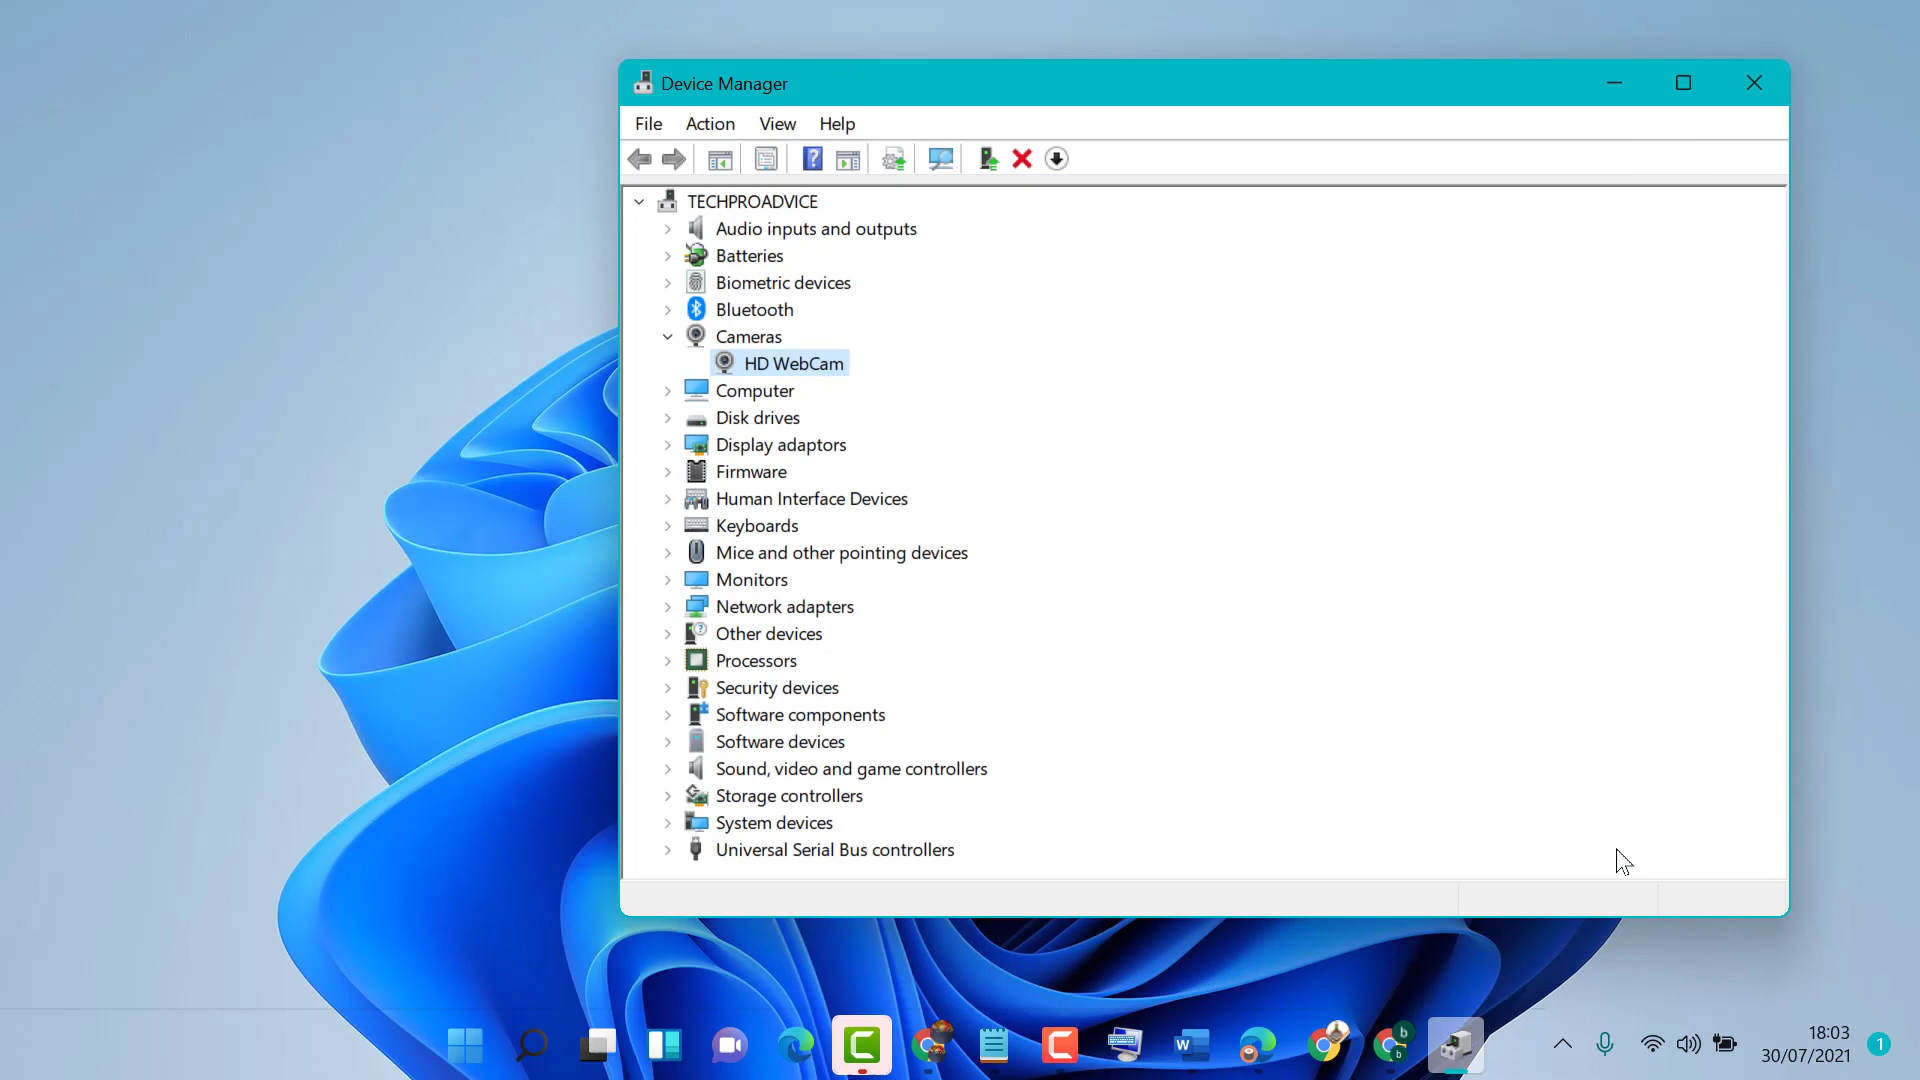 Device Manager
File Action View Help
TECHPROADVICE
Audio inputs and outputs
Batteries
Biometric devices
Bluetooth
Cameras
HD WebCam
Computer
Disk drives
Display adaptors
Firmware
Human Interface Devices
Keyboards
Mice and other pointing devices
Monitors
Network adapters
Other devices
Processors
Security devices
Software components
Software devices
Sound, video and game controllers
Storage controllers
System devices
Universal Serial Bus controllers
18:03
30/07/2021
1
W
b
b